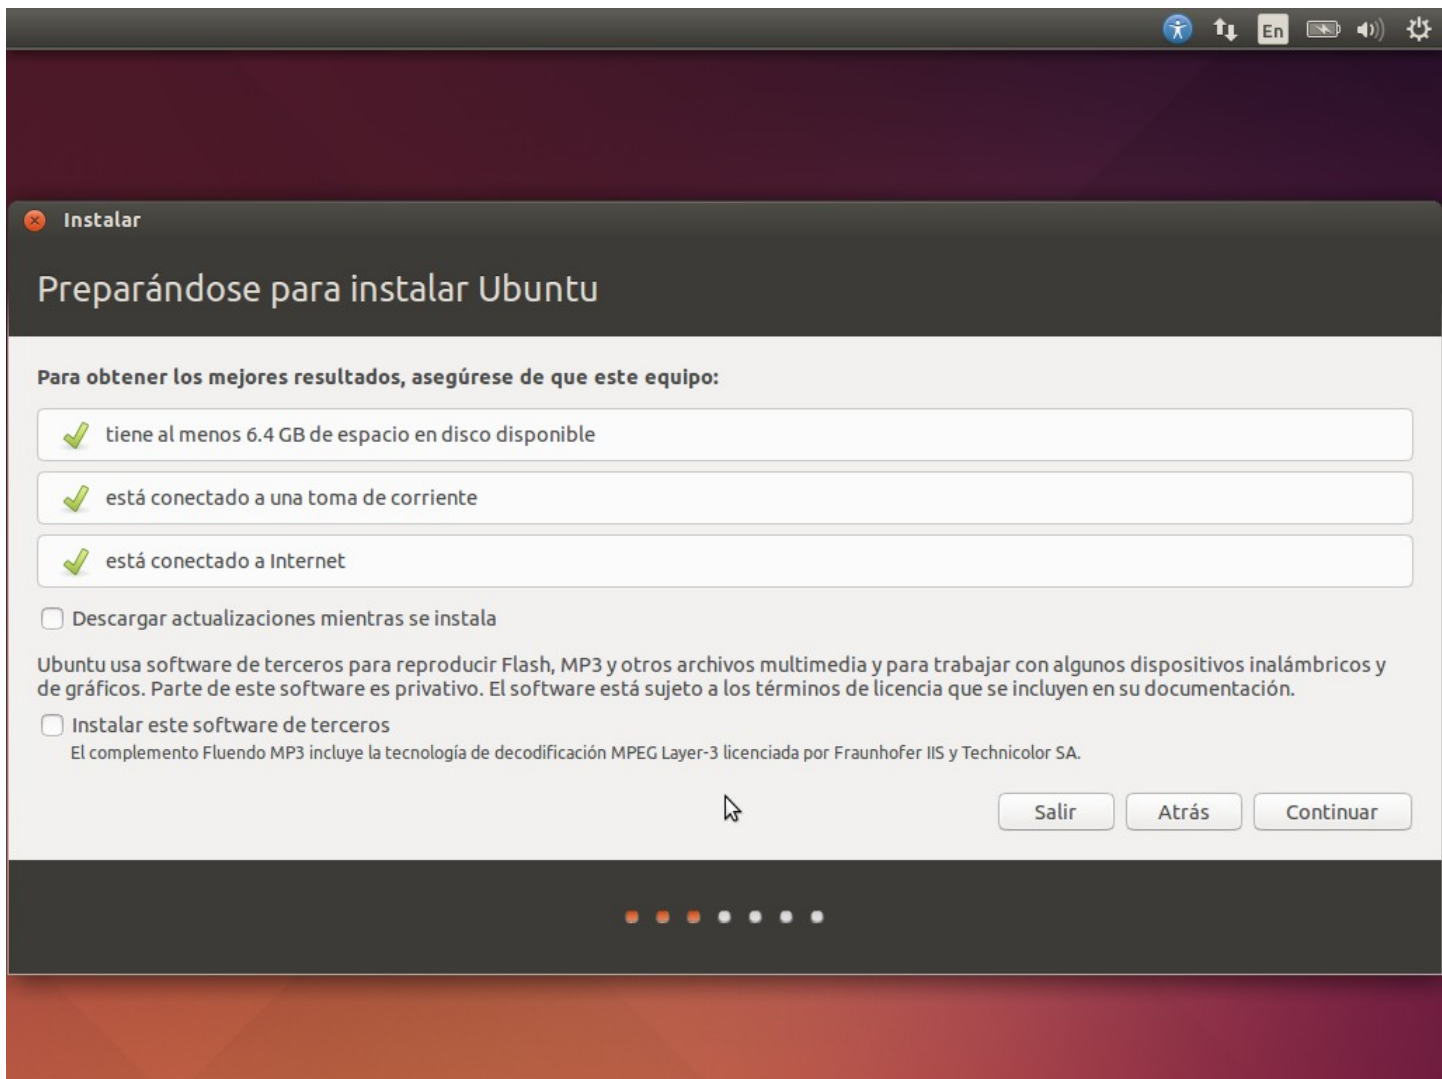 En
Instalar
Preparándose para instalar Ubuntu
Para obtener los mejores resultados, asegúrese de que este equipo:
tiene al menos 6.4 GB de espacio en disco disponible
está conectado a una toma de corriente
está conectado a Internet
Descargar actualizaciones mientras se instala
Ubuntu usa software de terceros para reproducir Flash, MP3 y otros archivos multimedia y para trabajar con algunos dispositivos inalámbricos y
de gráficos. Parte de este software es privativo. El software está sujeto a los términos de licencia que se incluyen en su documentación.
Instalar este software de terceros
El complemento Fluendo MP3 incluye la tecnología de decodificación MPEG Layer-3 licenciada por Fraunhofer IIS y Technicolor SA.
Salir Atrás Continuar